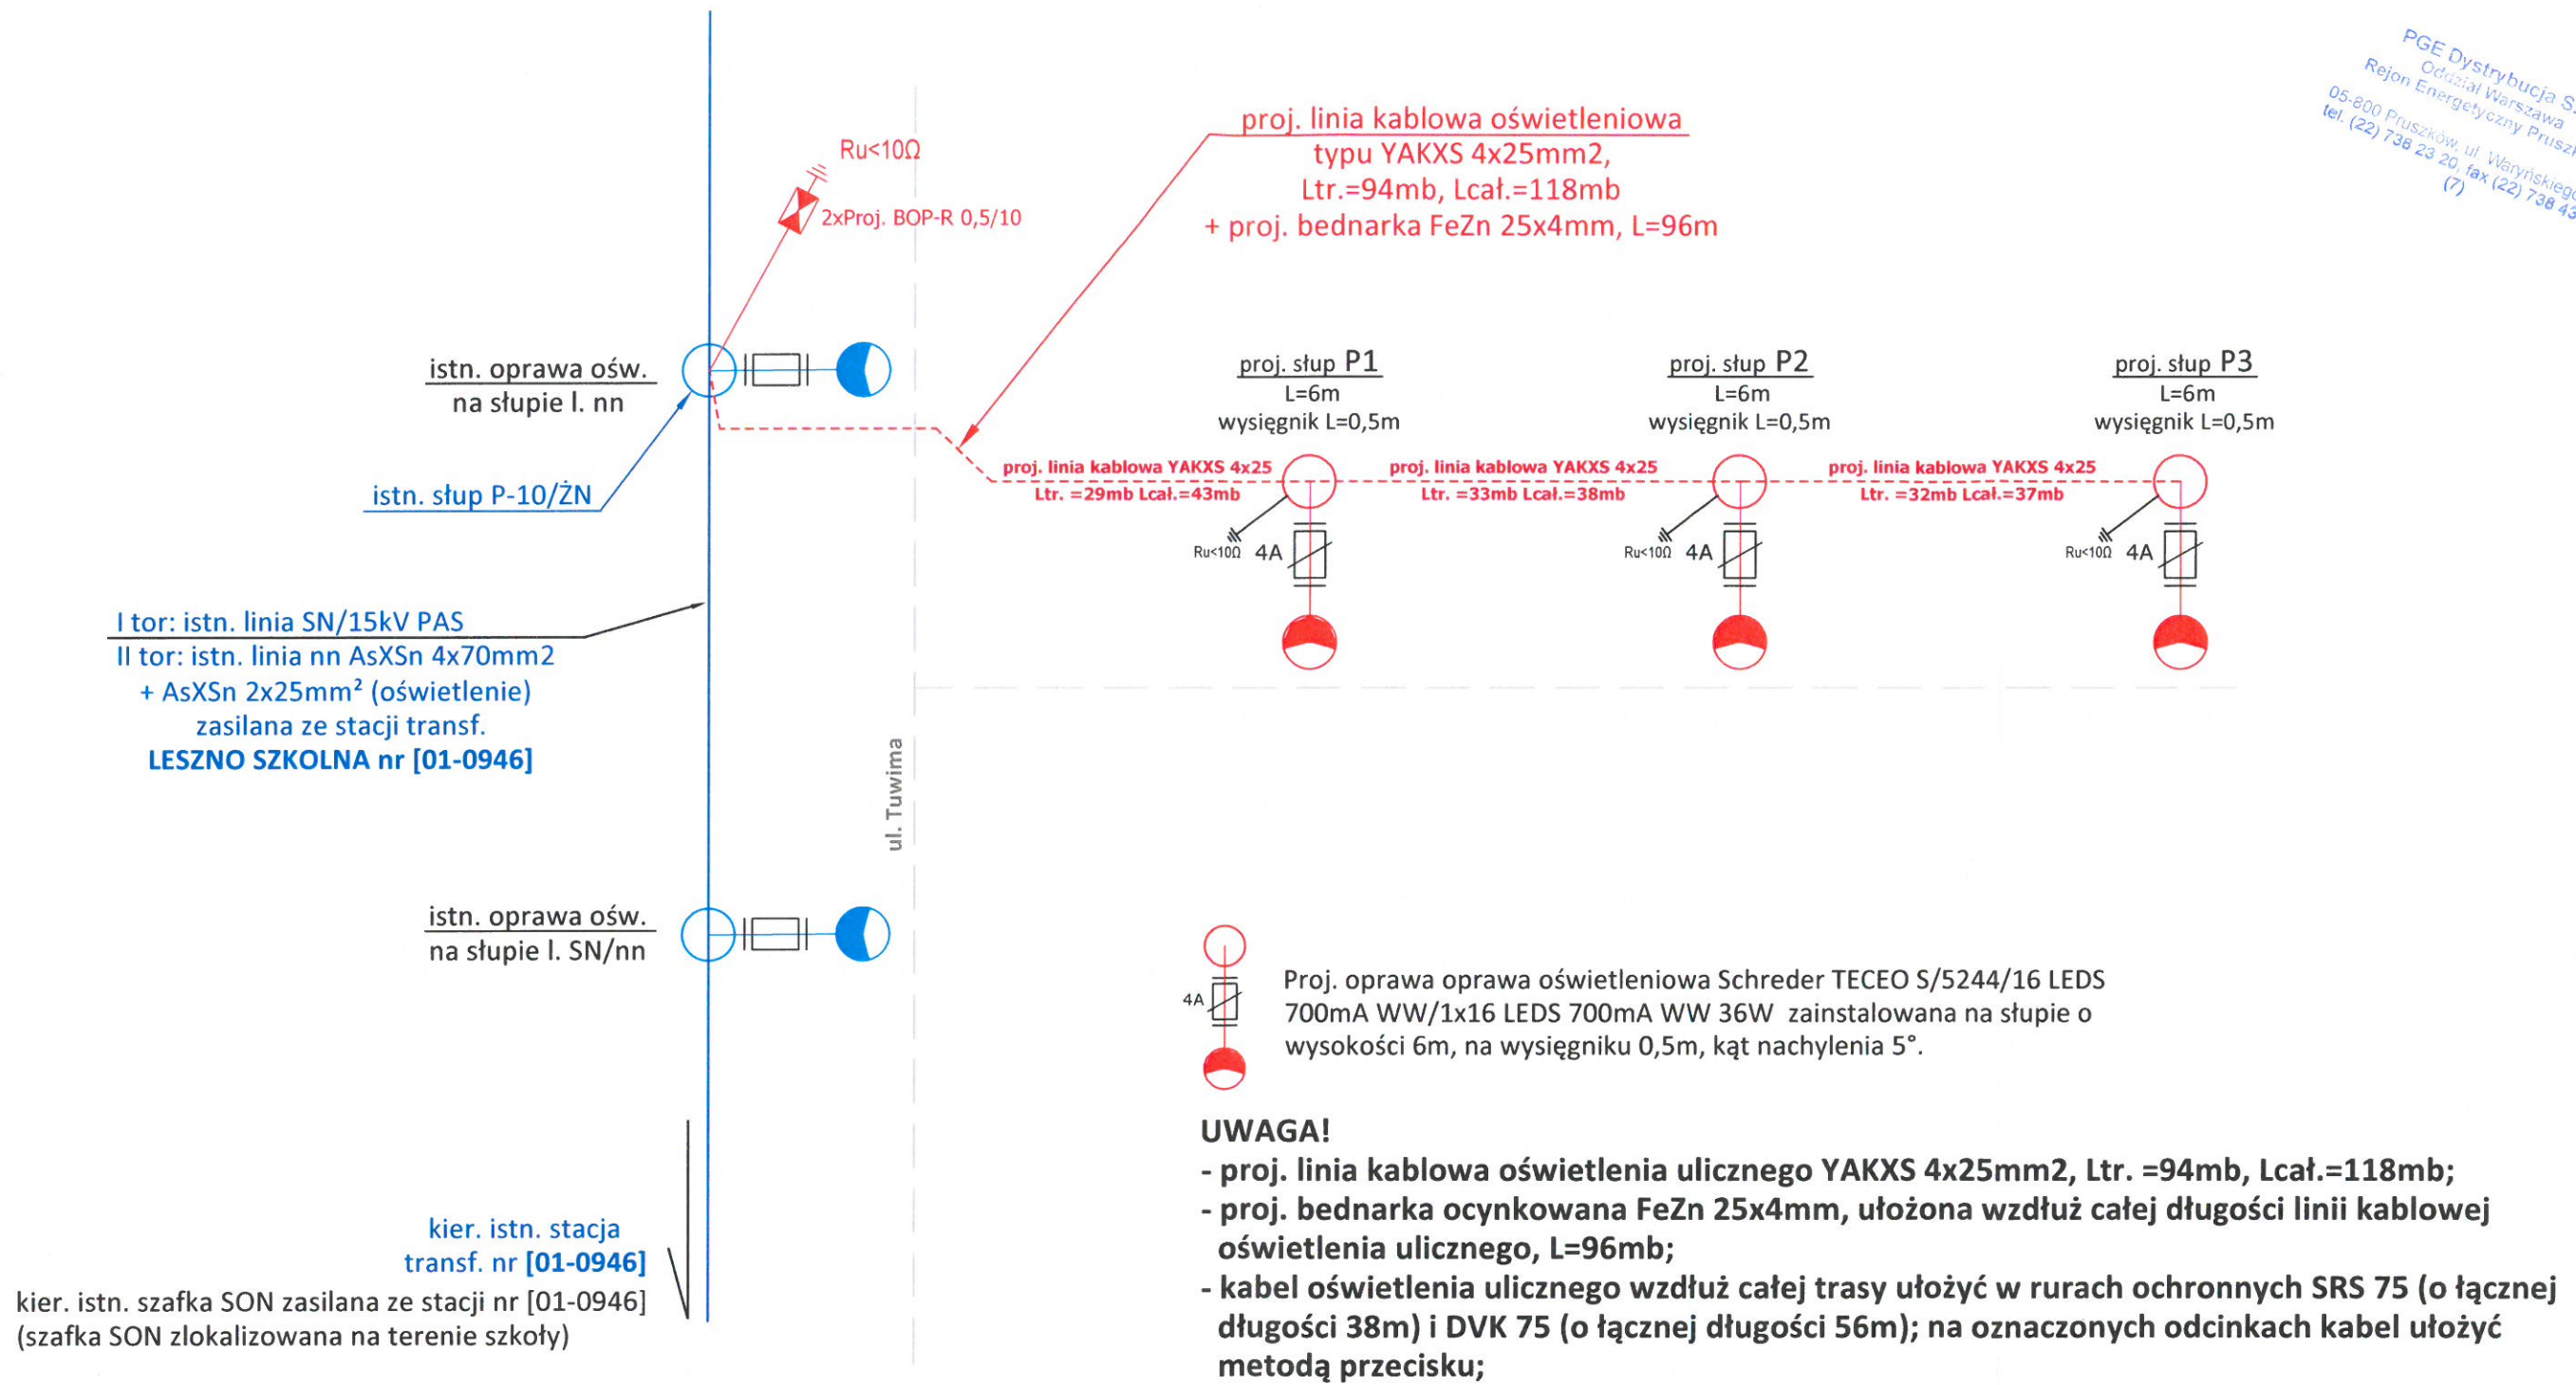 PGE Dystrybucja S.
Oddział Warszawa
Rejon Energetyczny Prusz
05-800 Pruszków, ul. Waryńskiego
tel. (22) 738 23 20, fax (22) 738 43
(7)
Ru<10Ω
2xProj. BOP-R 0,5/10
proj. linia kablowa oświetleniowa
typu YAKXS 4x25mm2,
Ltr.=94mb, Lcał.=118mb
+ proj. bednarka FeZn 25x4mm, L=96m
istn. oprawa ośw.
na słupie l. nn
istn. słup P-10/ŻN
proj. słup P1
L=6m
wysięgnik L=0,5m
proj. słup P2
L=6m
wysięgnik L=0,5m
proj. słup P3
L=6m
wysięgnik L=0,5m
proj. linia kablowa YAKXS 4x25
Ltr. =29mb Lcał.=43mb
proj. linia kablowa YAKXS 4x25
Ltr. =33mb Lcał.=38mb
proj. linia kablowa YAKXS 4x25
Ltr. =32mb Lcał.=37mb
Ru<10Ω 4A
Ru<10Ω 4A
Ru<10Ω 4A
I tor: istn. linia SN/15kV PAS
II tor: istn. linia nn AsXSn 4x70mm2
+ AsXSn 2x25mm² (oświetlenie)
zasilana ze stacji transf.
LESZNO SZKOLNA nr [01-0946]
ul. Tuwima
istn. oprawa ośw.
na słupie l. SN/nn
4A
Proj. oprawa oprawa oświetleniowa Schreder TECEO S/5244/16 LEDS
700mA WW/1x16 LEDS 700mA WW 36W zainstalowana na słupie o
wysokości 6m, na wysięgniku 0,5m, kąt nachylenia 5°.
kier. istn. stacja
transf. nr [01-0946]
kier. istn. szafka SON zasilana ze stacji nr [01-0946]
(szafka SON zlokalizowana na terenie szkoły)
UWAGA!
- proj. linia kablowa oświetlenia ulicznego YAKXS 4x25mm2, Ltr. =94mb, Lcał.=118mb;
- proj. bednarka ocynkowana FeZn 25x4mm, ułożona wzdłuż całej długości linii kablowej
oświetlenia ulicznego, L=96mb;
- kabel oświetlenia ulicznego wzdłuż całej trasy ułożyć w rurach ochronnych SRS 75 (o łącznej
długości 38m) i DVK 75 (o łącznej długości 56m); na oznaczonych odcinkach kabel ułożyć
metodą przecisku;